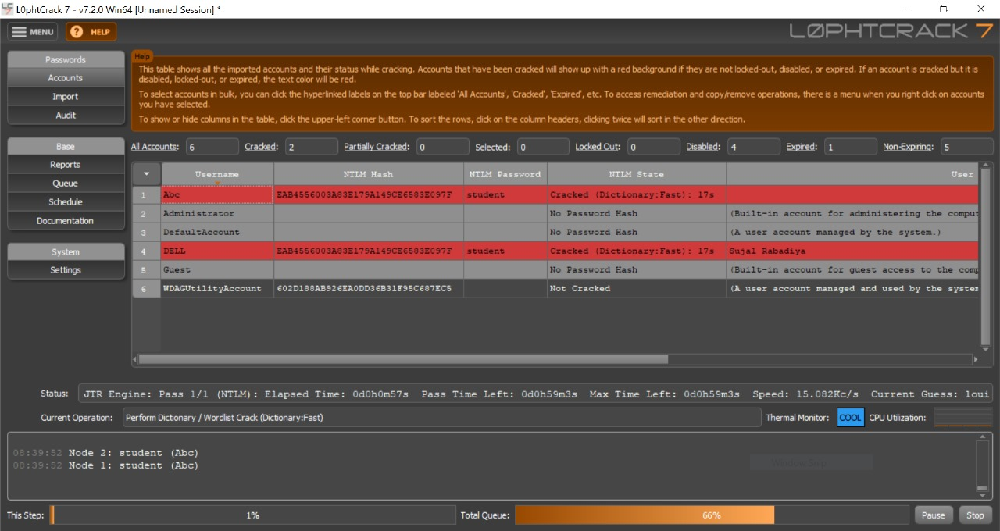 L0phtCrack 7 - v7.2.0 Win64 [Unnamed Session] *
MENU ? HELP L0PHTCRACK 7
Passwords
Accounts
Import
Audit
Base
Reports
Queue
Schedule
Documentation
System
Settings
Help
This table shows all the imported accounts and their status while cracking. Accounts that have been cracked will show up with a red background if they are not locked-out, disabled, or expired. If an account is cracked but it is
disabled, locked-out, or expired, the text color will be red.
To select accounts in bulk, you can click the hyperlinked labels on the top bar labeled 'All Accounts', 'Cracked', 'Expired', etc. To access remediation and copy/remove operations, there is a menu when you right click on accounts
you have selected.
To show or hide columns in the table, click the upper-left corner button. To sort the rows, click on the column headers, clicking twice will sort in the other direction.
All Accounts: 6 Cracked: 2 Partially Cracked: 0 Selected: 0 Locked Out: 0 Disabled: 4 Expired: 1 Non-Expiring: 5
Username NTLM Hash NTLM Password NTLM State User
1 Abc EAB4556003A83E179A149CE6583E097F student Cracked (Dictionary:Fast): 17s
2 Administrator No Password Hash (Built-in account for administering the comput
3 DefaultAccount No Password Hash (A user account managed by the system.)
4 DELL EAB4556003A83E179A149CE6583E097F student Cracked (Dictionary:Fast): 17s Sujal Rabadiya
5 Guest No Password Hash (Built-in account for guest access to the comp
6 WDAGUtilityAccount 602D188AB926EA0DD36B31F95C687EC5 Not Cracked (A user account managed and used by the system
Status: JTR Engine: Pass 1/1 (NTLM): Elapsed Time: 0d0h0m57s Pass Time Left: 0d0h59m3s Max Time Left: 0d0h59m3s Speed: 15.082Kc/s Current Guess: loui
Current Operation: Perform Dictionary / Wordlist Crack (Dictionary:Fast) Thermal Monitor: COOL CPU Utilization:
08:39:52 Node 2: student (Abc)
08:39:52 Node 1: student (Abc)
This Step: 1% Total Queue: 66% Pause Stop